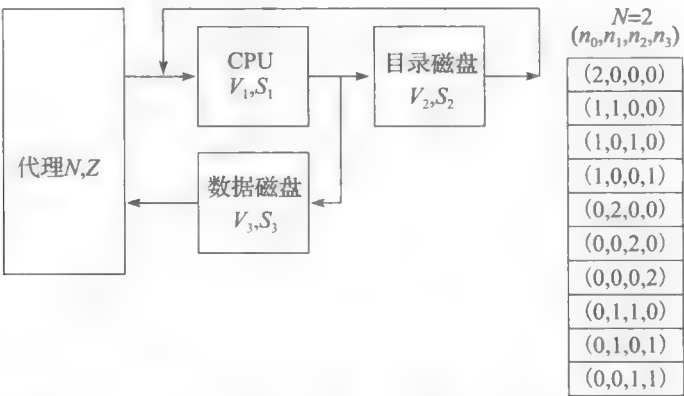 CPU
V₁,S₁
目录磁盘
V₂,S₂
代理N,Z
数据磁盘
V₃,S₃
N=2
(n₀,n₁,n₂,n₃)
(2,0,0,0)
(1,1,0,0)
(1,0,1,0)
(1,0,0,1)
(0,2,0,0)
(0,0,2,0)
(0,0,0,2)
(0,1,1,0)
(0,1,0,1)
(0,0,1,1)